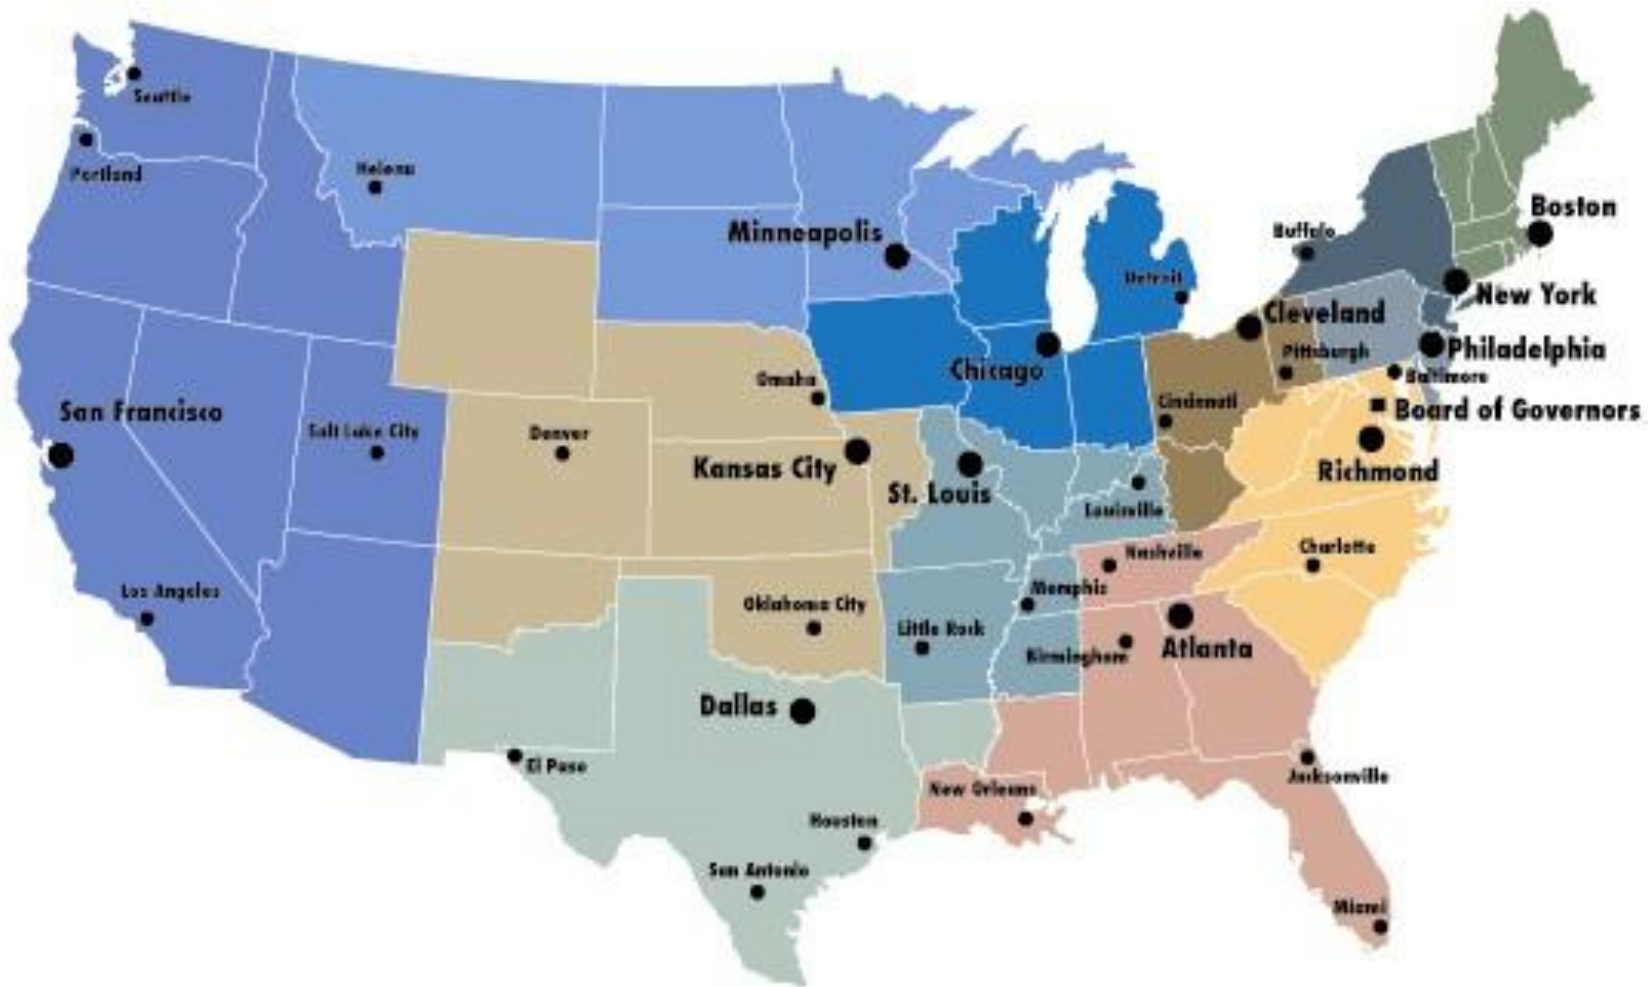 Seattle
Portland
Helena
Minneapolis
Boston
Buffalo
Detroit
New York
Cleveland
Philadelphia
Pittsburgh
Chicago
Baltimore
Omaha
Cincinnati
Board of Governors
San Francisco
Salt Lake City
Denver
Kansas City
Richmond
St. Louis
Louisville
Nashville
Charlotte
Los Angeles
Memphis
Oklahoma City
Little Rock
Birmingham
Atlanta
Dallas
El Paso
Jacksonville
New Orleans
Houston
San Antonio
Miami